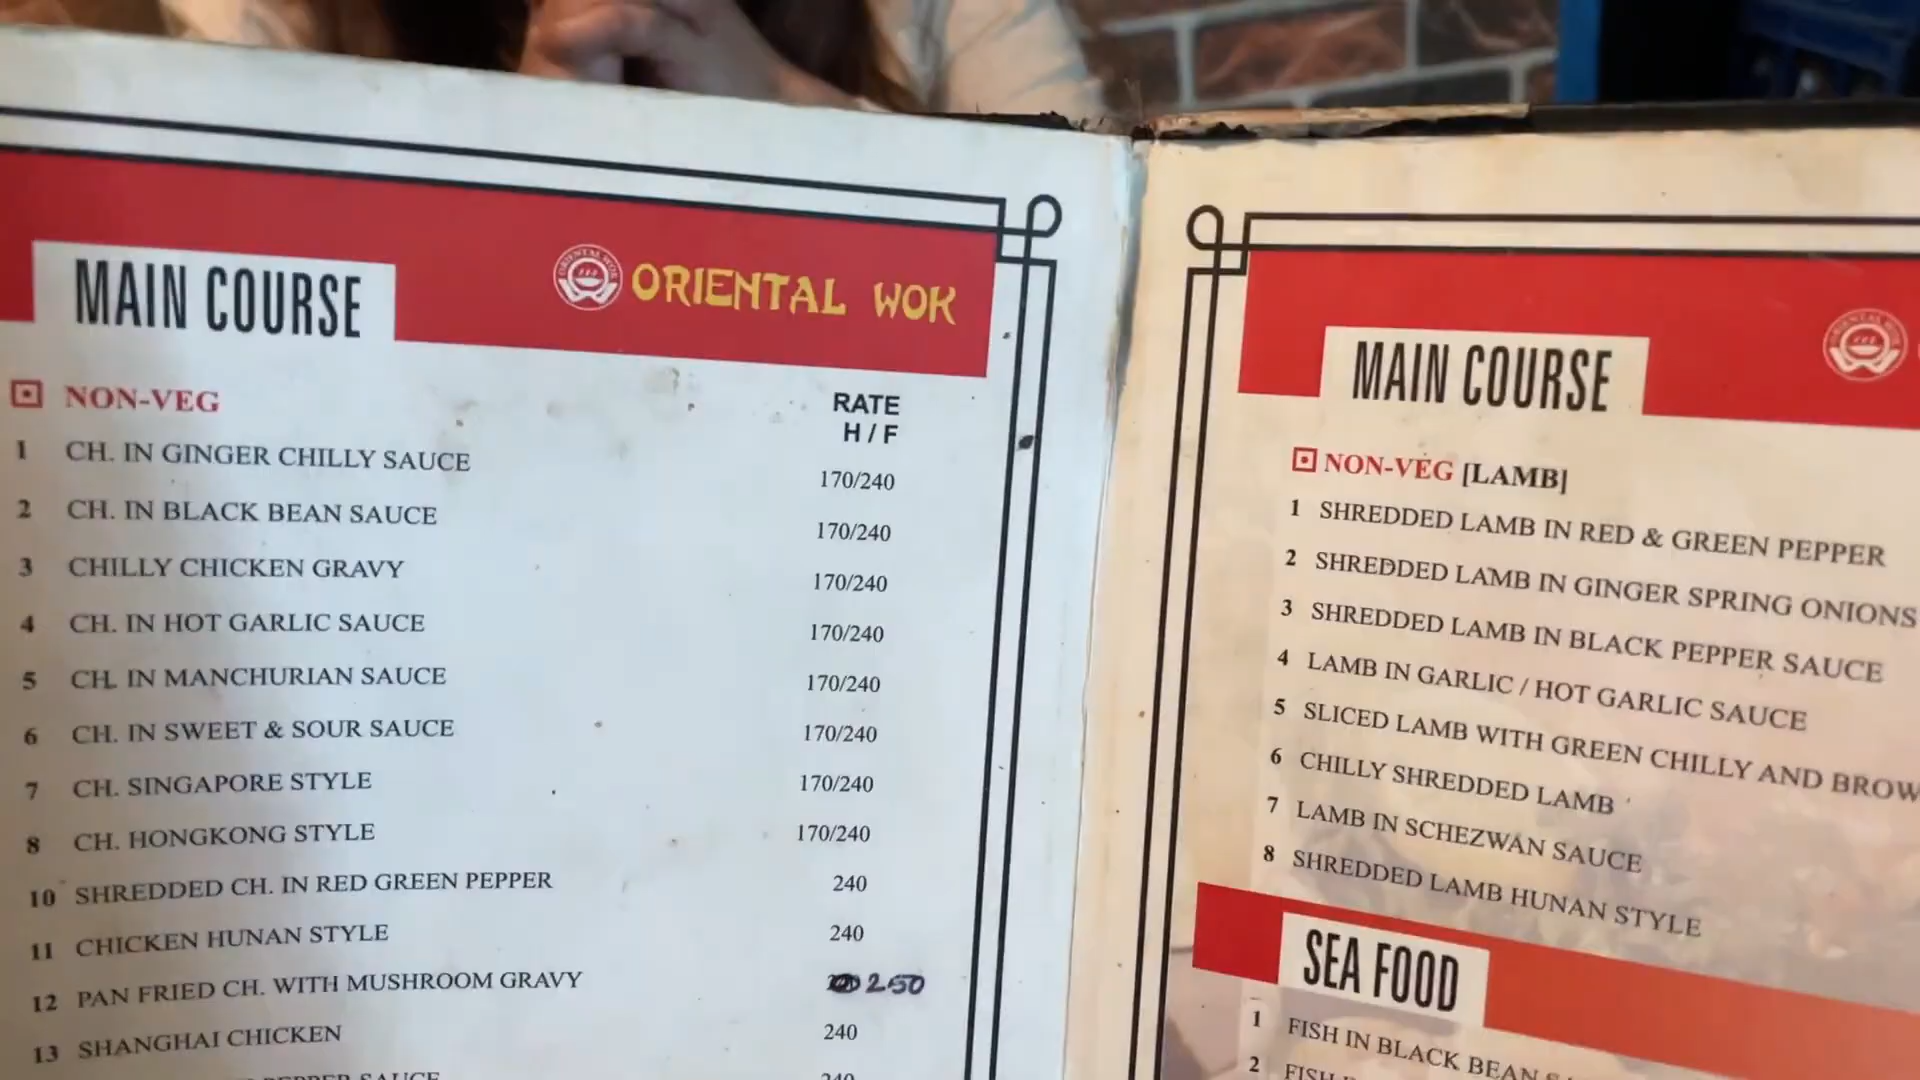 MAIN COURSE
ORIENTAL WOK
NON-VEG
RATE
H / F
1 CH. IN GINGER CHILLY SAUCE 170/240
2 CH. IN BLACK BEAN SAUCE 170/240
3 CHILLY CHICKEN GRAVY 170/240
4 CH. IN HOT GARLIC SAUCE 170/240
5 CH. IN MANCHURIAN SAUCE 170/240
6 CH. IN SWEET & SOUR SAUCE 170/240
7 CH. SINGAPORE STYLE 170/240
8 CH. HONGKONG STYLE 170/240
10 SHREDDED CH. IN RED GREEN PEPPER 240
11 CHICKEN HUNAN STYLE 240
12 PAN FRIED CH. WITH MUSHROOM GRAVY 250
13 SHANGHAI CHICKEN 240
PEPPER SAUCE 240
MAIN COURSE
NON-VEG [LAMB]
1 SHREDDED LAMB IN RED & GREEN PEPPER
2 SHREDDED LAMB IN GINGER SPRING ONIONS
3 SHREDDED LAMB IN BLACK PEPPER SAUCE
4 LAMB IN GARLIC / HOT GARLIC SAUCE
5 SLICED LAMB WITH GREEN CHILLY AND BROW
6 CHILLY SHREDDED LAMB
7 LAMB IN SCHEZWAN SAUCE
8 SHREDDED LAMB HUNAN STYLE
SEA FOOD
1 FISH IN BLACK BEAN
2 FISH